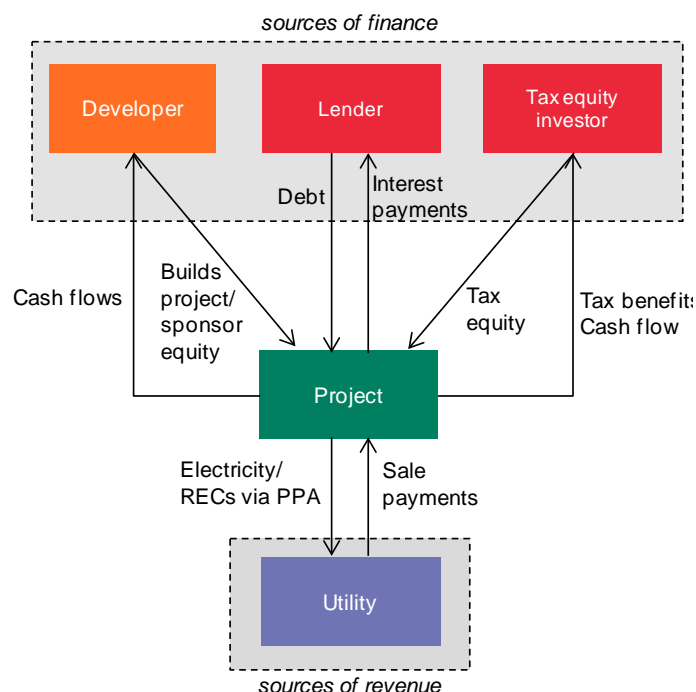 sources of finance
Developer
Lender
Tax equity
investor
Debt
Interest
payments
Cash flows
Builds
project/
sponsor
equity
Tax
equity
Tax benefits
Cash flow
Project
Electricity/
RECs via PPA
Sale
payments
Utility
sources of revenue